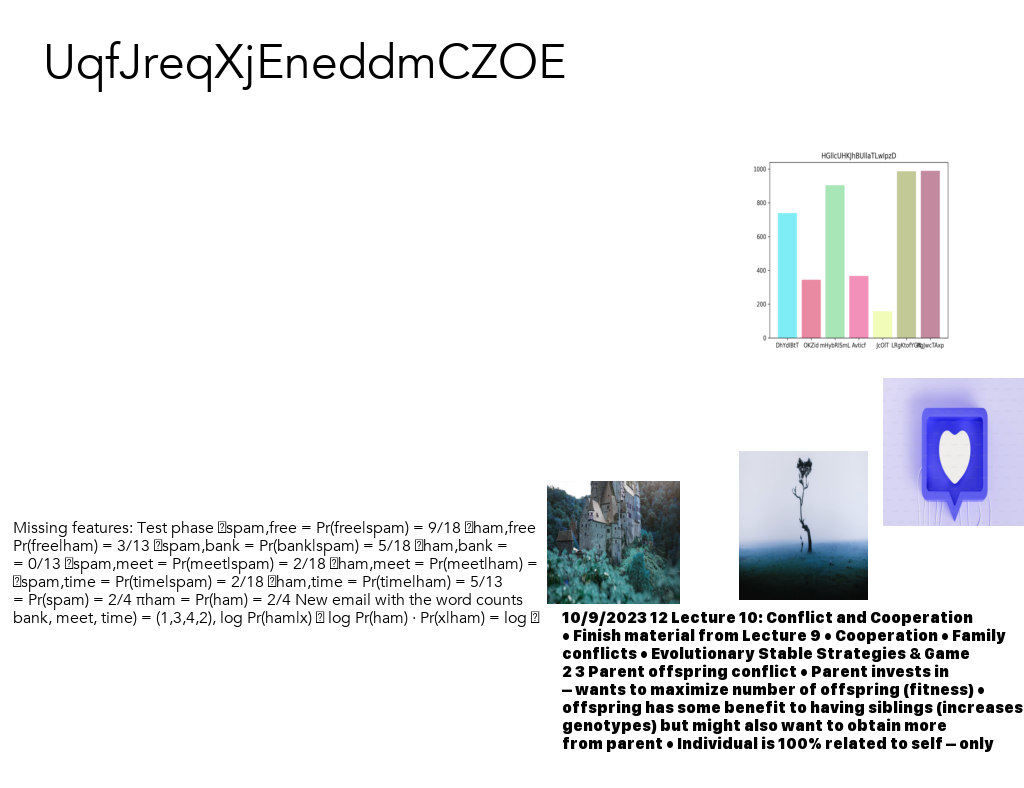 UqfJreqXjEneddmCZOE
HGIlcUHKJhBUIlaTLwIpzD
1000
800
600
400
200
0
DhYdIBtT OKZid mHybRISmL Avticf JcOlT
Missing features: Test phase spam,free = Pr(free|spam) = 9/18 ham,free
Pr(free|ham) = 3/13 spam,bank = Pr(bank|spam) = 5/18 ham,bank =
= 0/13 spam,meet = Pr(meet|spam) = 2/18 ham,meet = Pr(meet|ham) =
spam,time = Pr(time|spam) = 2/18 ham,time = Pr(time|ham) = 5/13
= Pr(spam) = 2/4 πham = Pr(ham) = 2/4 New email with the word counts
bank, meet, time) = (1,3,4,2), log Pr(ham|x) log Pr(ham) · Pr(x|ham) = log
10/9/2023 12 Lecture 10: Conflict and Cooperation
• Finish material from Lecture 9 • Cooperation • Family
conflicts • Evolutionary Stable Strategies & Game
2 3 Parent offspring conflict • Parent invests in
– wants to maximize number of offspring (fitness) •
offspring has some benefit to having siblings (increases
genotypes) but might also want to obtain more
from parent • Individual is 100% related to self – only